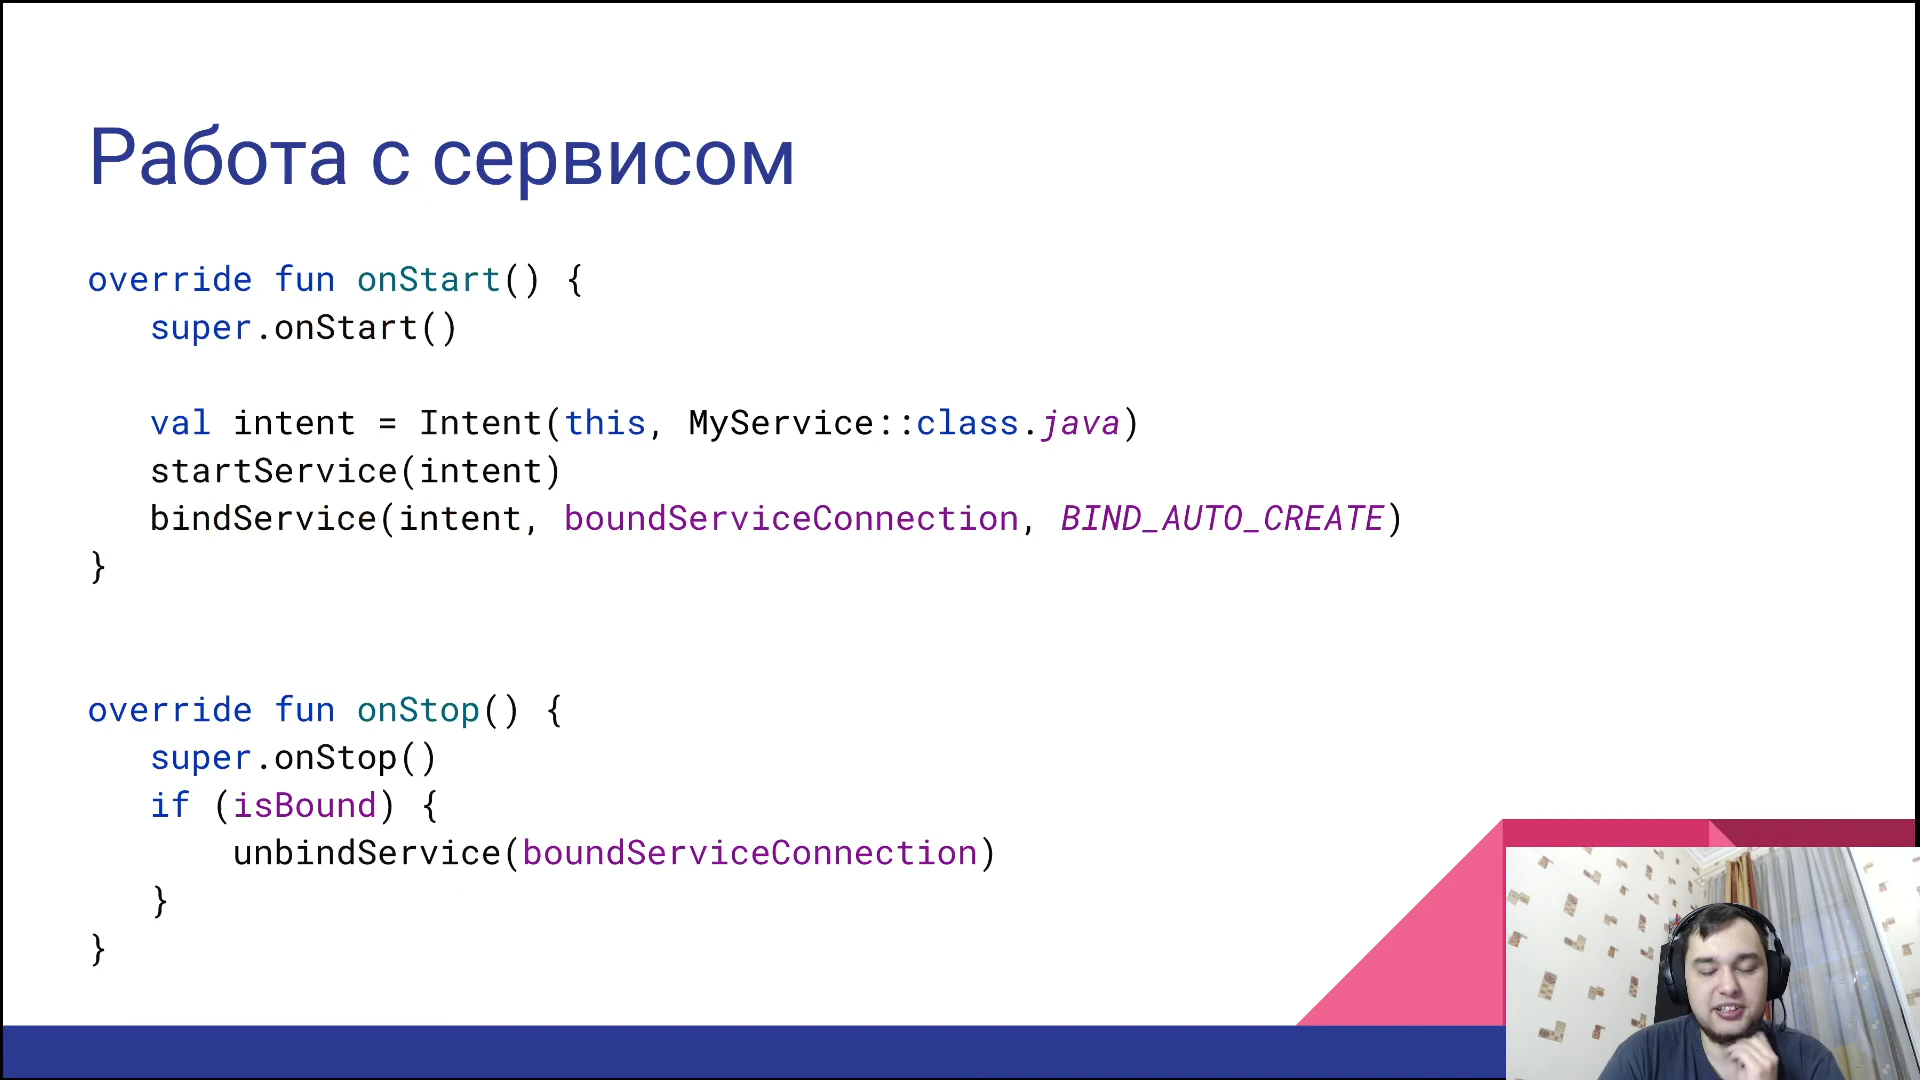 Работа с сервисом
override fun onStart() {
super.onStart()
val intent = Intent(this, MyService::class.java)
startService(intent)
bindService(intent, boundServiceConnection, BIND_AUTO_CREATE)
}
override fun onStop() {
super.onStop()
if (isBound) {
unbindService(boundServiceConnection)
}
}